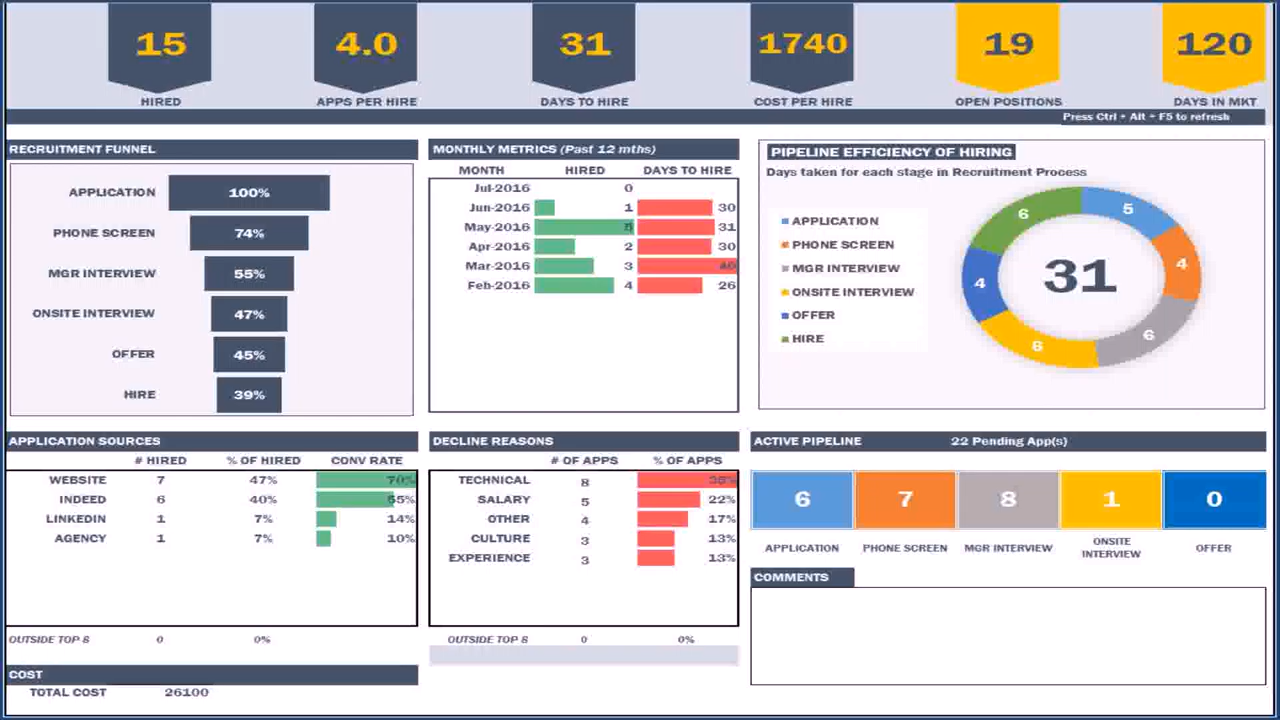 15 4.0 31 1740 19 120
HIRED APPS PER HIRE DAYS TO HIRE COST PER HIRE OPEN POSITIONS DAYS IN MKT
Press Ctrl + Alt + F5 to refresh
RECRUITMENT FUNNEL
APPLICATION 100%
PHONE SCREEN 74%
MGR INTERVIEW 55%
ONSITE INTERVIEW 47%
OFFER 45%
HIRE 39%
MONTHLY METRICS (Past 12 mths)
MONTH HIRED DAYS TO HIRE
Jul-2016 0
Jun-2016 1 30
May-2016 5 31
Apr-2016 2 30
Mar-2016 3 40
Feb-2016 4 26
PIPELINE EFFICIENCY OF HIRING
Days taken for each stage in Recruitment Process
APPLICATION
PHONE SCREEN
MGR INTERVIEW
ONSITE INTERVIEW
OFFER
HIRE
5
4
6
6
4
6
31
APPLICATION SOURCES
# HIRED % OF HIRED CONV RATE
WEBSITE 7 47% 70%
INDEED 6 40% 55%
LINKEDIN 1 7% 14%
AGENCY 1 7% 10%
OUTSIDE TOP 8 0 0%
COST
TOTAL COST 26100
DECLINE REASONS
# OF APPS % OF APPS
TECHNICAL 8
SALARY 5 22%
OTHER 4 17%
CULTURE 3 13%
EXPERIENCE 3 13%
OUTSIDE TOP 8 0 0%
ACTIVE PIPELINE 22 Pending App(s)
6 7 8 1 0
APPLICATION PHONE SCREEN MGR INTERVIEW ONSITE INTERVIEW OFFER
COMMENTS